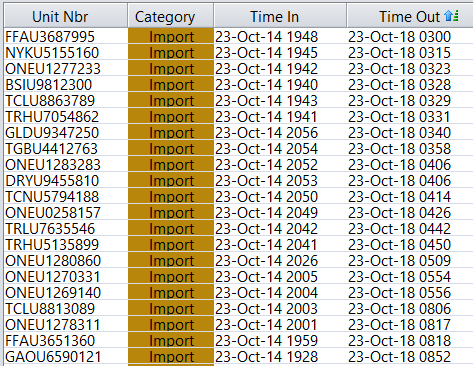 Unit Nbr Category Time In Time Out
FFAU3687995 Import 23-Oct-14 1948 23-Oct-18 0300
NYKU5155160 Import 23-Oct-14 1945 23-Oct-18 0315
ONEU1277233 Import 23-Oct-14 1942 23-Oct-18 0323
BSIU9812300 Import 23-Oct-14 1940 23-Oct-18 0328
TCLU8863789 Import 23-Oct-14 1943 23-Oct-18 0329
TRHU7054862 Import 23-Oct-14 1941 23-Oct-18 0331
GLDU9347250 Import 23-Oct-14 2056 23-Oct-18 0340
TGBU4412763 Import 23-Oct-14 2054 23-Oct-18 0358
ONEU1283283 Import 23-Oct-14 2052 23-Oct-18 0406
DRYU9455810 Import 23-Oct-14 2053 23-Oct-18 0406
TCNU5794188 Import 23-Oct-14 2050 23-Oct-18 0414
ONEU0258157 Import 23-Oct-14 2049 23-Oct-18 0426
TRLU7635546 Import 23-Oct-14 2042 23-Oct-18 0442
TRHU5135899 Import 23-Oct-14 2041 23-Oct-18 0450
ONEU1280860 Import 23-Oct-14 2026 23-Oct-18 0509
ONEU1270331 Import 23-Oct-14 2005 23-Oct-18 0554
ONEU1269140 Import 23-Oct-14 2004 23-Oct-18 0556
TCLU8813089 Import 23-Oct-14 2003 23-Oct-18 0806
ONEU1278311 Import 23-Oct-14 2001 23-Oct-18 0817
FFAU3651360 Import 23-Oct-14 1959 23-Oct-18 0818
GAOU6590121 Import 23-Oct-14 1928 23-Oct-18 0852